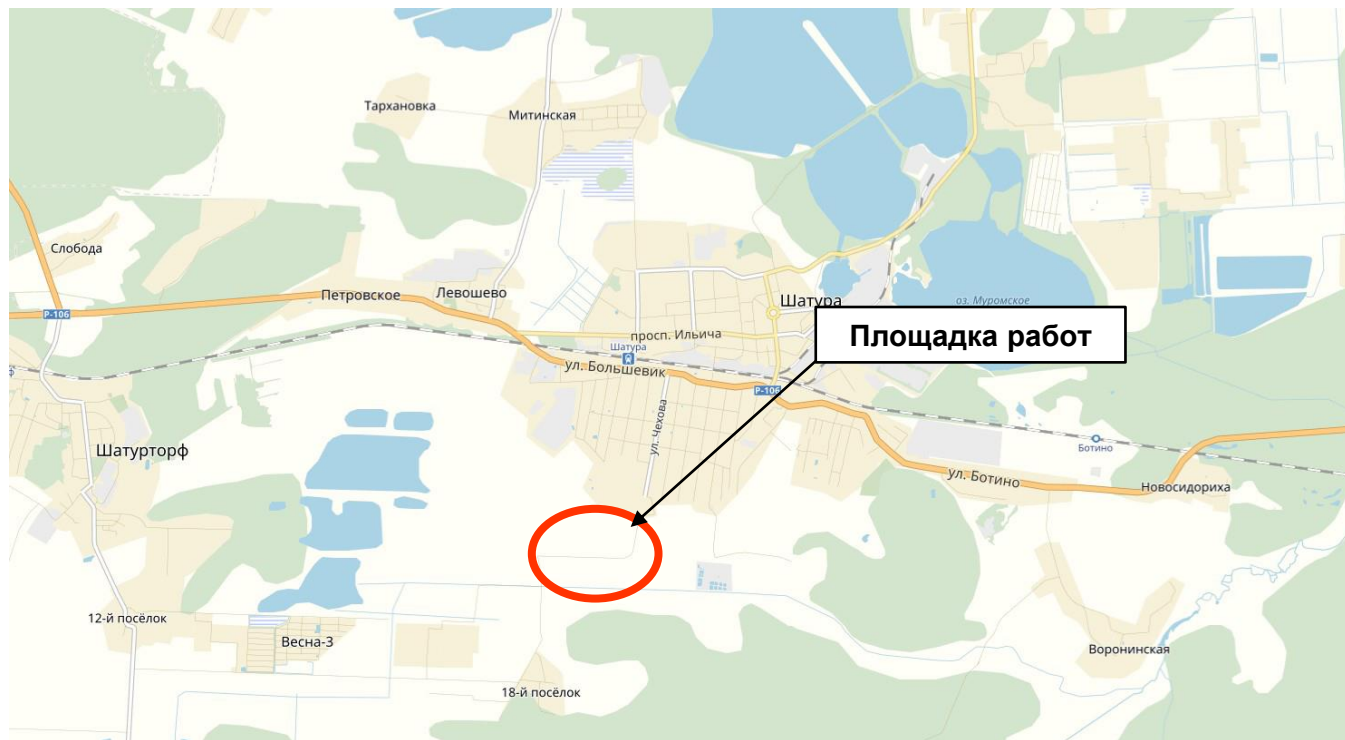 Тархановка
Митинская
Слобода
Петровское
Левошево
Шатура
оз. Муромское
Р-106
просп. Ильича
Шатура
Площадка работ
ул. Большевик
Р-106
ул. Чехова
Ботино
Шатурторф
ул. Ботино
Новосидориха
12-й посёлок
Весна-3
Воронинская
18-й посёлок